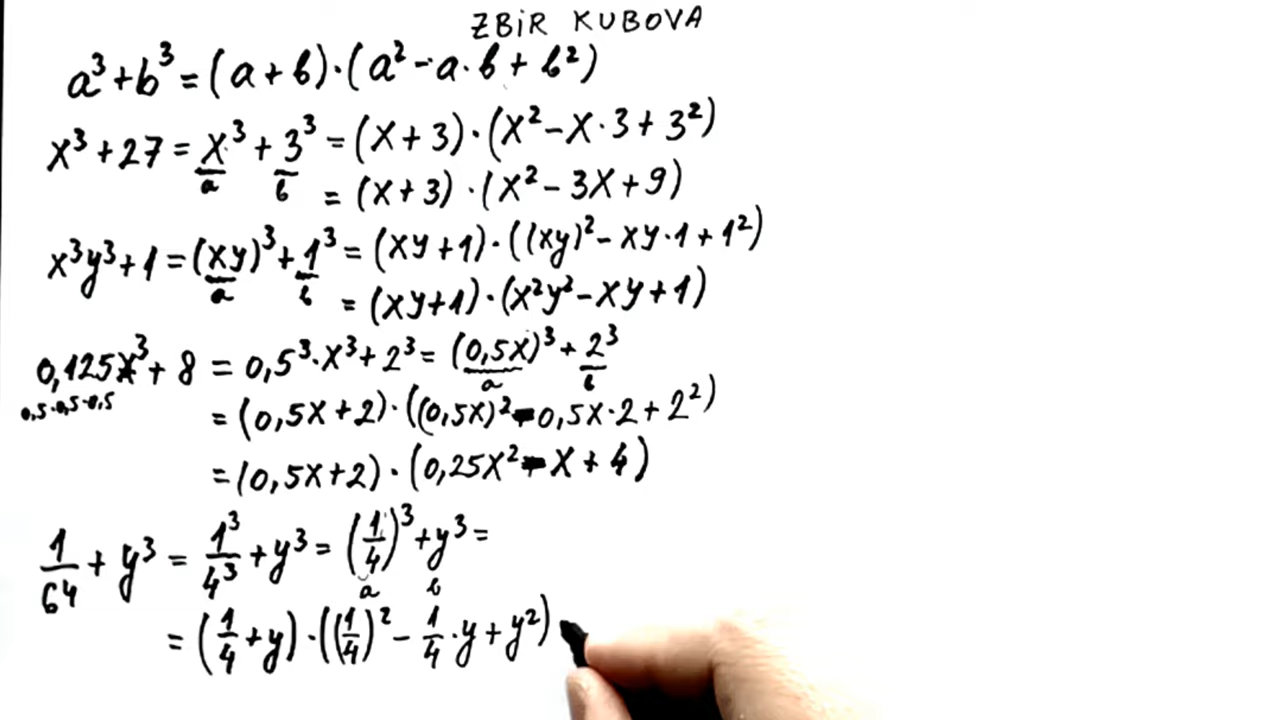 ZBIR KUBOVA
a³+b³=(a+b)·(a²-a·b+b²)
x³+27=x³+3³=(x+3)·(x²-x·3+3²)
a b
=(x+3)·(x²-3x+9)
x³y³+1=(xy)³+1³=(xy+1)·((xy)²-xy·1+1²)
a b
=(xy+1)·(x²y²-xy+1)
0,125x³+8=0,5³·x³+2³=(0,5x)³+2³
0,5·0,5·0,5
a b
=(0,5x+2)·((0,5x)²-0,5x·2+2²)
=(0,5x+2)·(0,25x²-x+4)
1/64+y³=1³/4³+y³=(1/4)³+y³=
a b
=(1/4+y)·((1/4)²-1/4·y+y²)